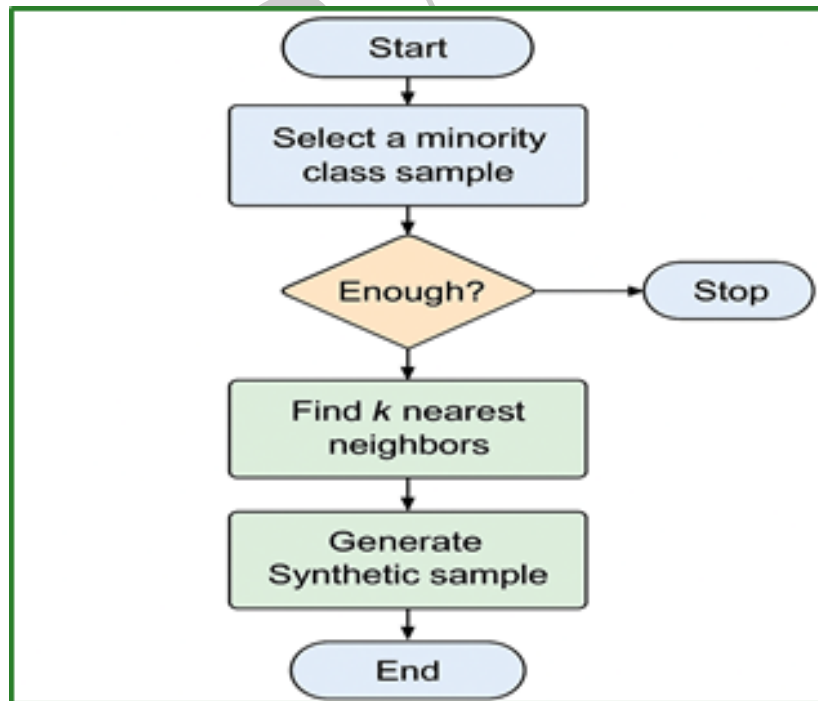 Start
Select a minority
class sample
Enough?
Stop
Find k nearest
neighbors
Generate
Synthetic sample
End